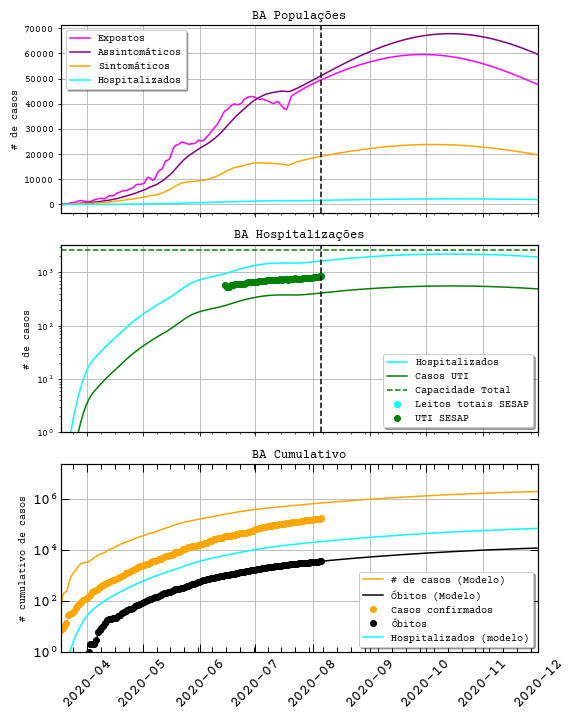 BA Populações
70000
60000
50000
40000
30000
20000
10000
0
# de casos
Expostos
Assintomáticos
Sintomáticos
Hospitalizados
BA Hospitalizações
10³
10²
10¹
10⁰
# de casos
Hospitalizados
Casos UTI
Capacidade Total
Leitos totais SESAP
UTI SESAP
BA Cumulativo
10⁶
10⁴
10²
10⁰
# cumulativo de casos
# de casos (Modelo)
Óbitos (Modelo)
Casos confirmados
Óbitos
Hospitalizados (modelo)
2020-04
2020-05
2020-06
2020-07
2020-08
2020-09
2020-10
2020-11
2020-12